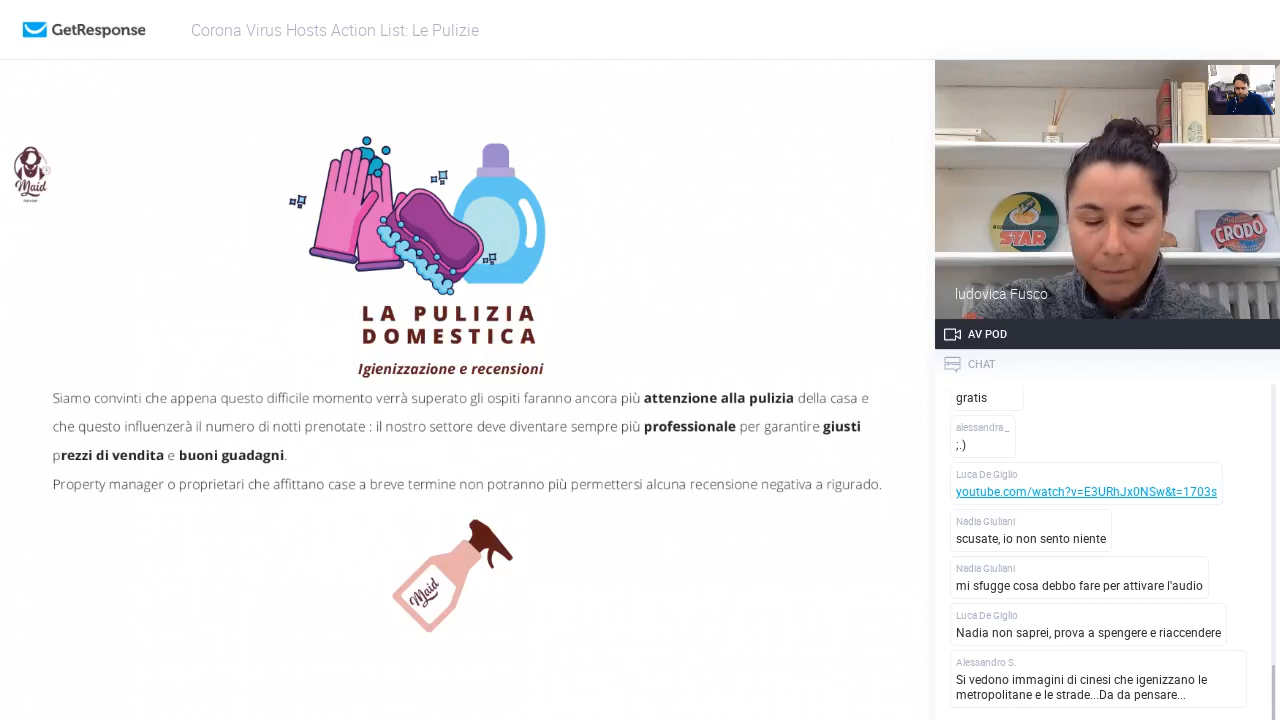 GetResponse
Corona Virus Hosts Action List: Le Pulizie
Maid
LA PULIZIA
DOMESTICA
Igienizzazione e recensioni
Siamo convinti che appena questo difficile momento verrà superato gli ospiti faranno ancora più attenzione alla pulizia della casa e
che questo influenzerà il numero di notti prenotate : il nostro settore deve diventare sempre più professionale per garantire giusti
prezzi di vendita e buoni guadagni.
Property manager o proprietari che affittano case a breve termine non potranno più permettersi alcuna recensione negativa a rigurado.
Maid
STAR
CRODO
ludovica Fusco
AV POD
CHAT
gratis
alessandra _
;.)
Luca De Giglio
youtube.com/watch?v=E3URhJx0NSw&t=1703s
Nadia Giuliani
scusate, io non sento niente
Nadia Giuliani
mi sfugge cosa debbo fare per attivare l'audio
Luca De Giglio
Nadia non saprei, prova a spengere e riaccendere
Alessandro S.
Si vedono immagini di cinesi che igenizzano le
metropolitane e le strade...Da da pensare...